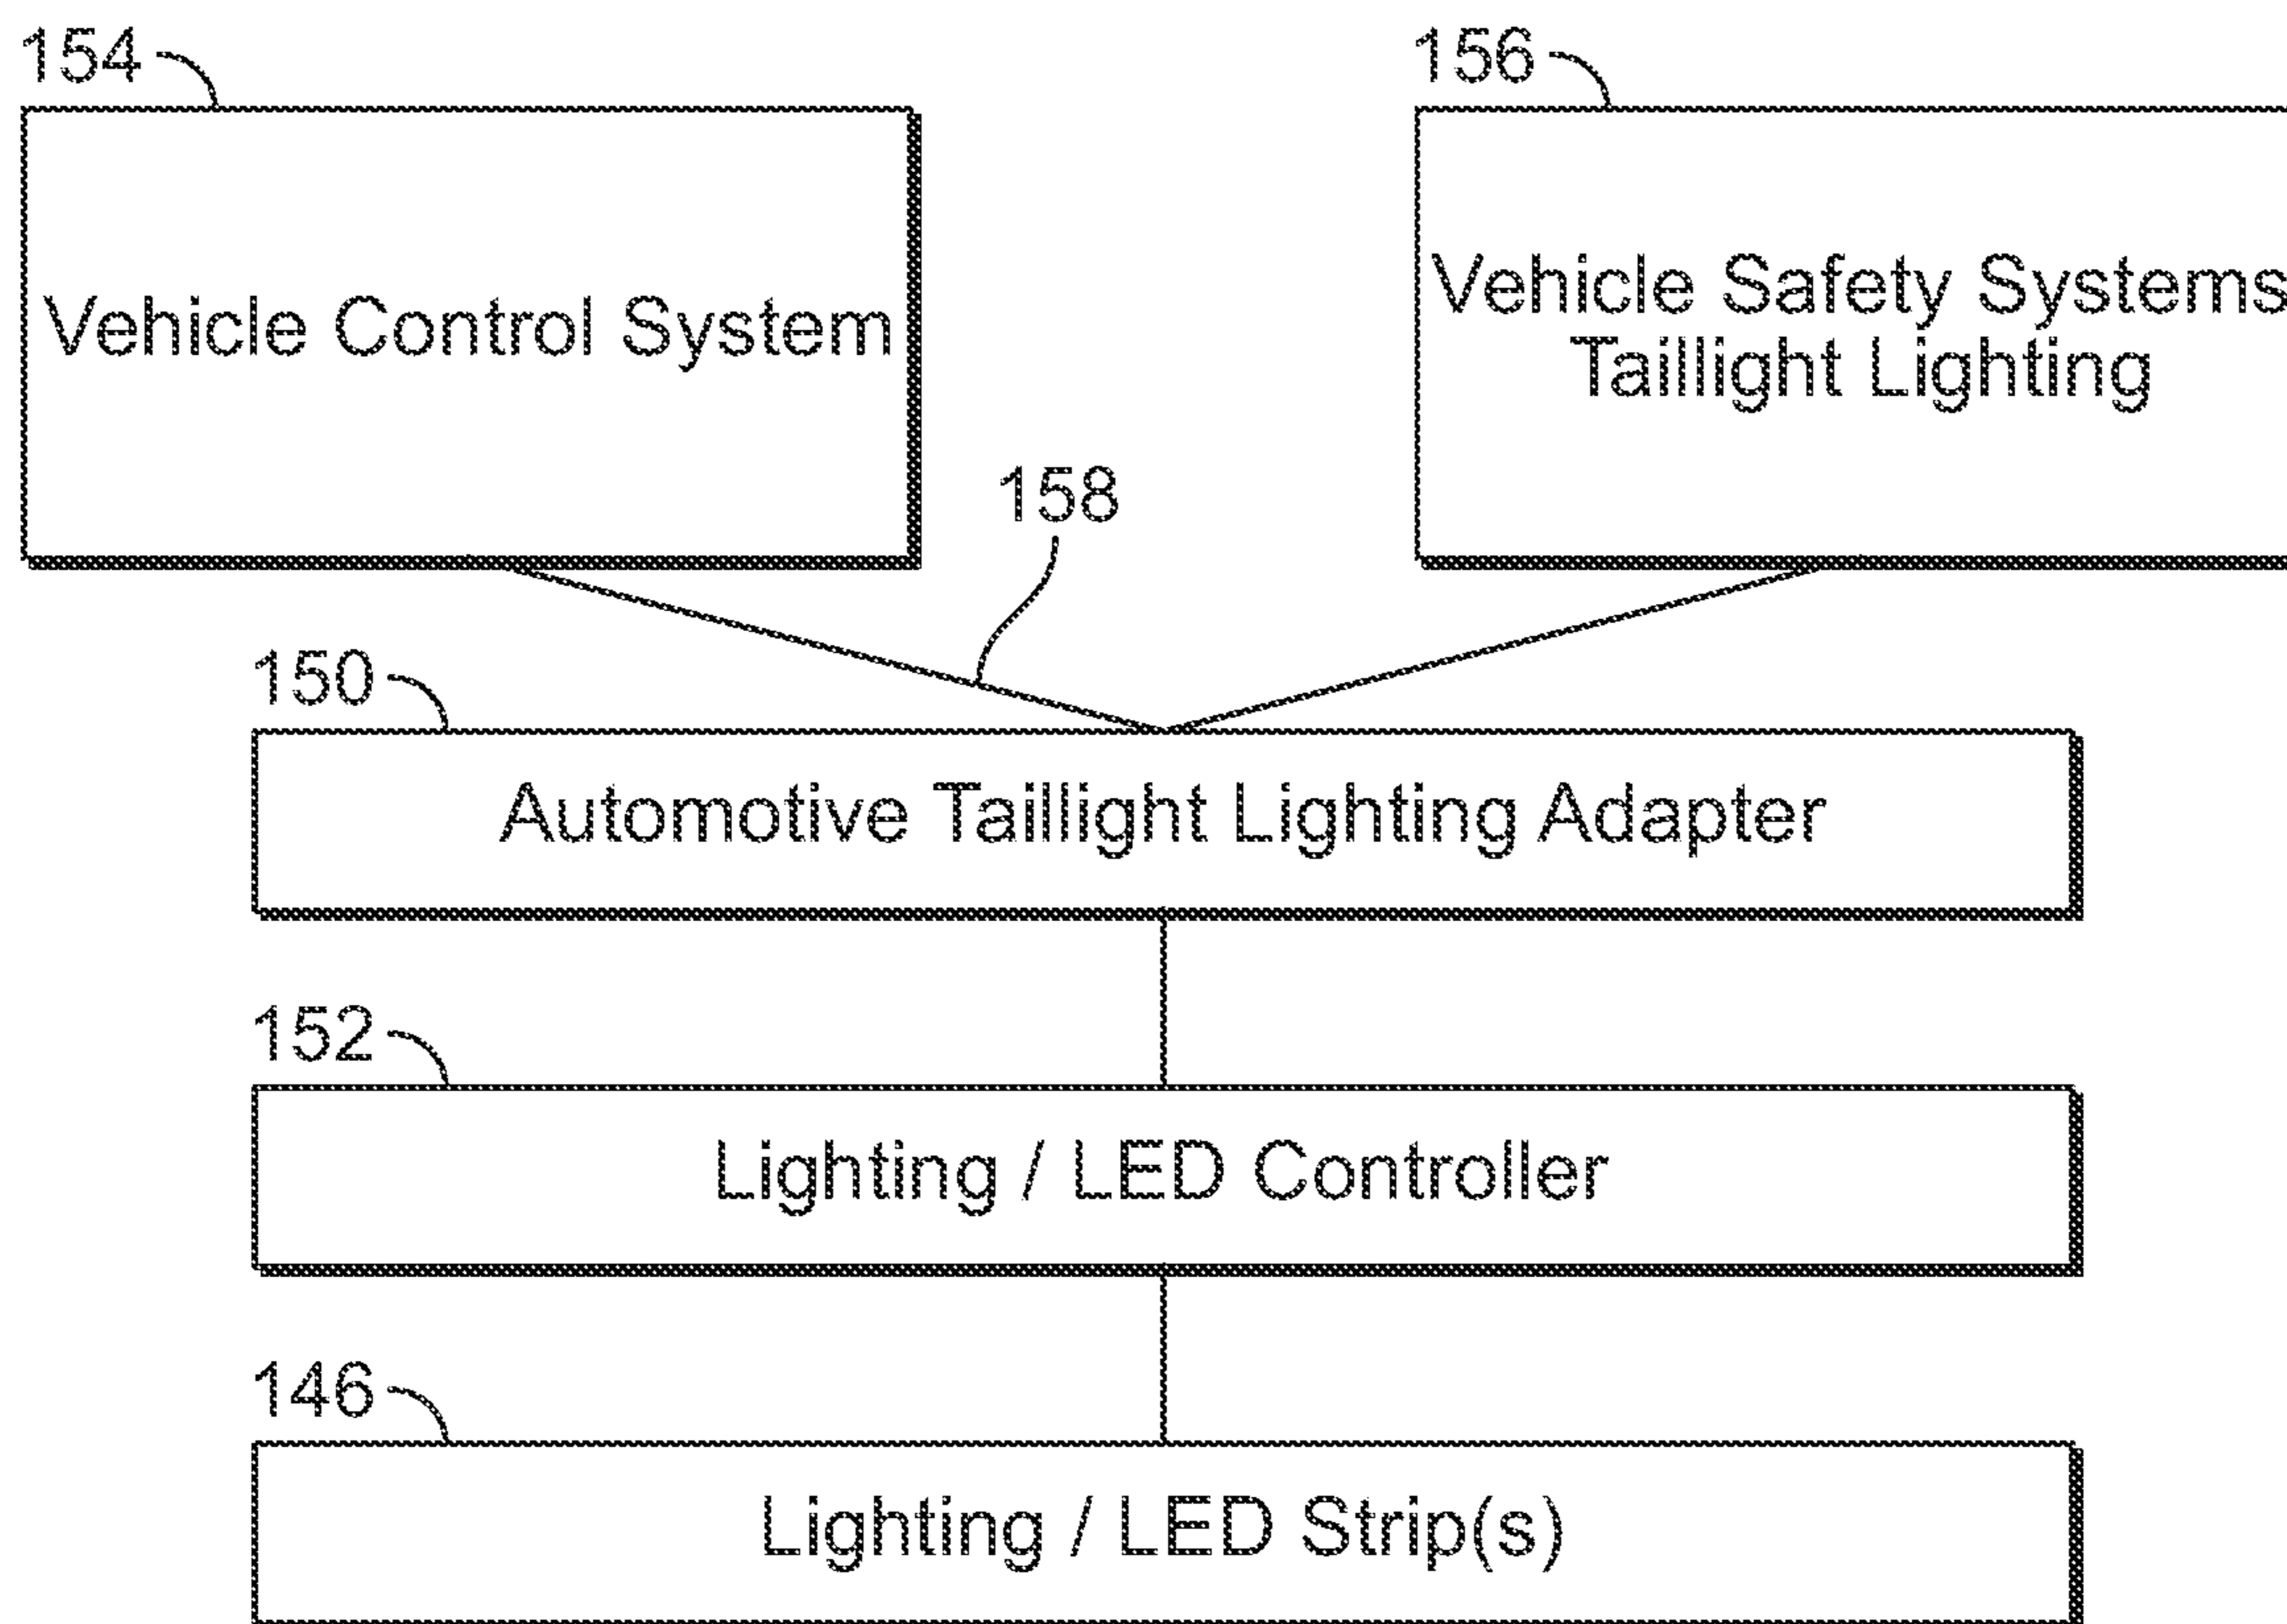 154
156
Vehicle Control System
Vehicle Safety Systems
Taillight Lighting
158
150
Automotive Taillight Lighting Adapter
152
Lighting / LED Controller
146
Lighting / LED Strip(s)